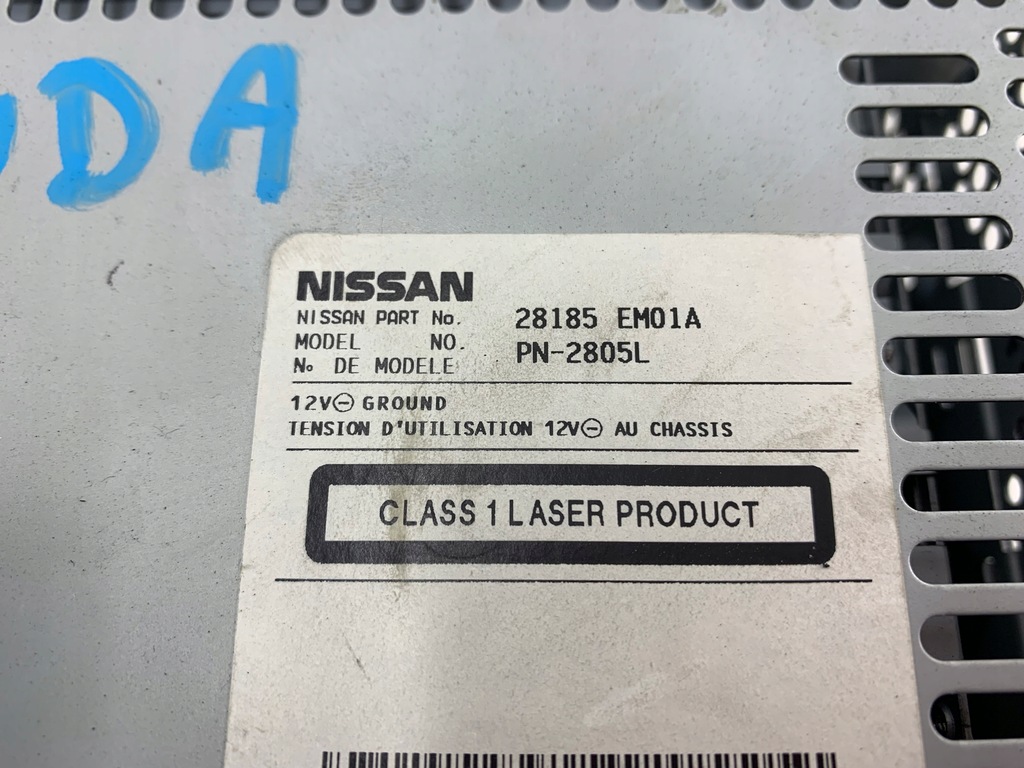 DA
NISSAN
NISSAN PART No. 28185 EM01A
MODEL NO. PN-2805L
No DE MODELE
12V⊖ GROUND
TENSION D'UTILISATION 12V⊖ AU CHASSIS
CLASS 1 LASER PRODUCT